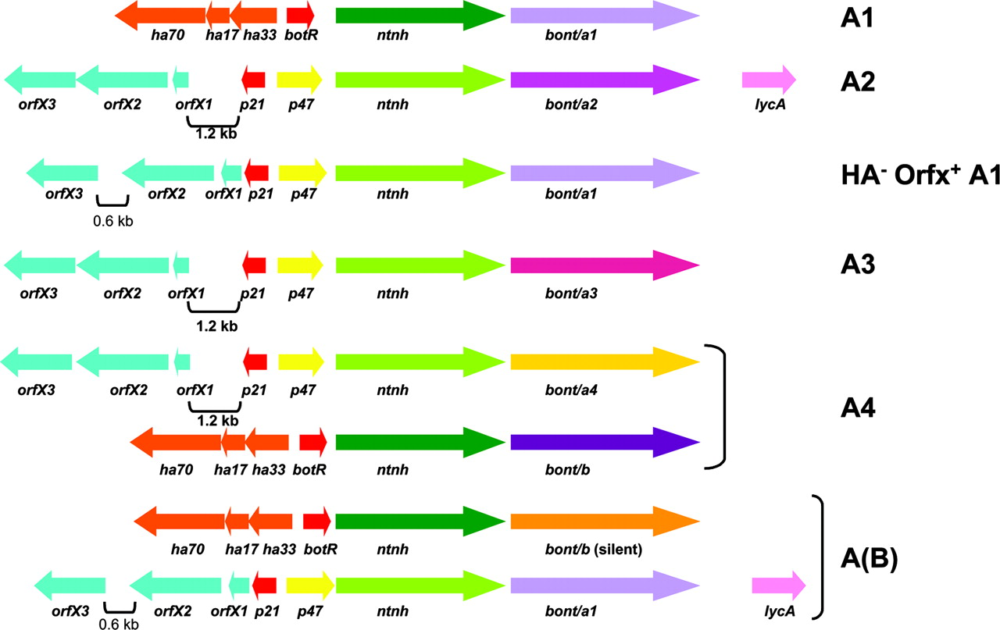 ha70 ha17 ha33 botR ntnh bont/a1 A1
orfX3 orfX2 orfX1 p21 p47 ntnh bont/a2 lycA A2
1.2 kb
orfX3 orfX2 orfX1 p21 p47 ntnh bont/a1 HA- Orfx+ A1
0.6 kb
orfX3 orfX2 orfX1 p21 p47 ntnh bont/a3 A3
1.2 kb
orfX3 orfX2 orfX1 p21 p47 ntnh bont/a4
1.2 kb
A4
ha70 ha17 ha33 botR ntnh bont/b
ha70 ha17 ha33 botR ntnh bont/b (silent)
A(B)
orfX3 orfX2 orfX1 p21 p47 ntnh bont/a1 lycA
0.6 kb